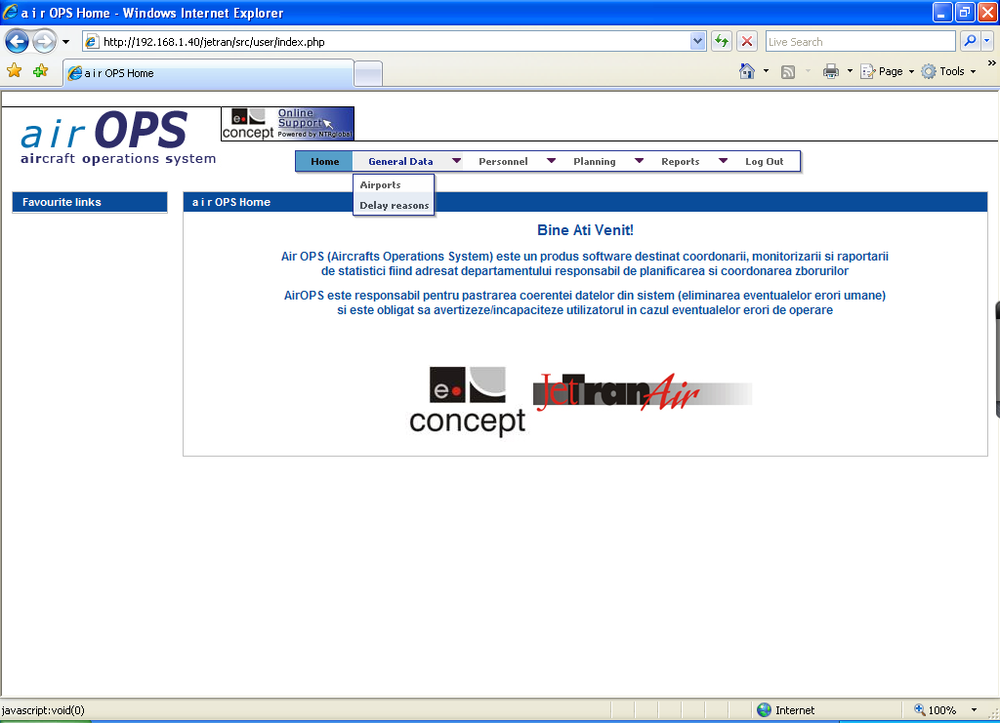 a i r OPS Home - Windows Internet Explorer
http://192.168.1.40/jetran/src/user/index.php
Live Search
a i r OPS Home
Page
Tools
air OPS
aircraft operations system
e concept
Online Support
Powered by NTRglobal
Home General Data Personnel Planning Reports Log Out
Airports
Delay reasons
Favourite links
a i r OPS Home
Bine Ati Venit!
Air OPS (Aircrafts Operations System) este un produs software destinat coordonarii, monitorizarii si raportarii
de statistici fiind adresat departamentului responsabil de planificarea si coordonarea zborurilor
AirOPS este responsabil pentru pastrarea coerentei datelor din sistem (eliminarea eventualelor erori umane)
si este obligat sa avertizeze/incapaciteze utilizatorul in cazul eventualelor erori de operare
e concept
JetTranAir
javascript:void(0)
Internet
100%